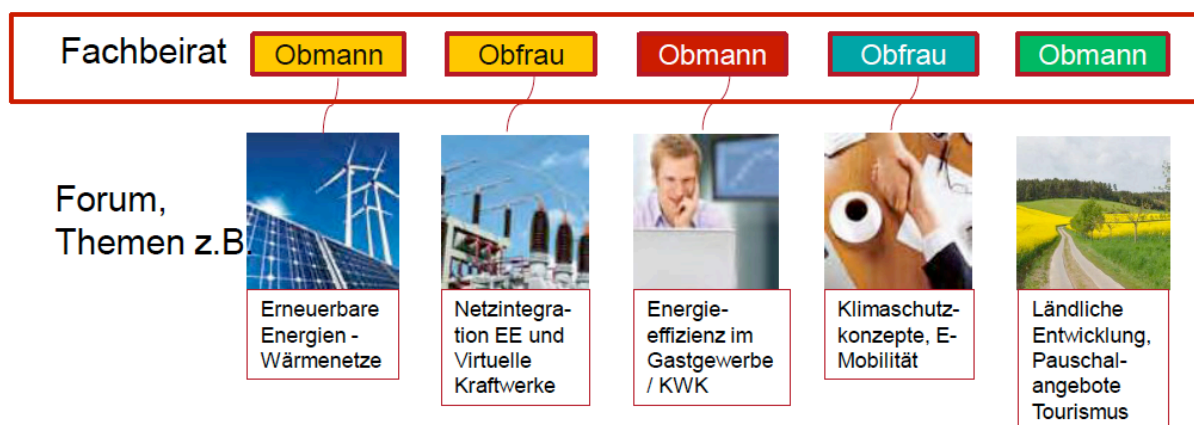 Fachbeirat
Obmann
Obfrau
Obmann
Obfrau
Obmann
Forum,
Themen z.B.
Erneuerbare
Energien -
Wärmenetze
Netzintegra-
tion EE und
Virtuelle
Kraftwerke
Energie-
effizienz im
Gastgewerbe
/ KWK
Klimaschutz-
konzepte, E-
Mobilität
Ländliche
Entwicklung,
Pauschal-
angebote
Tourismus